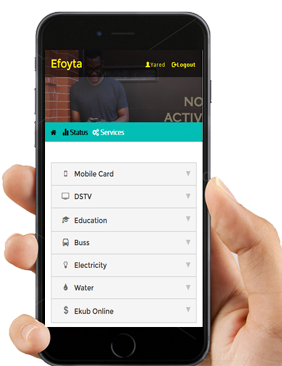 Efoyta
Yared Logout
NO
ACTIV
Status Services
Mobile Card
DSTV
Education
Buss
Electricity
Water
Ekub Online